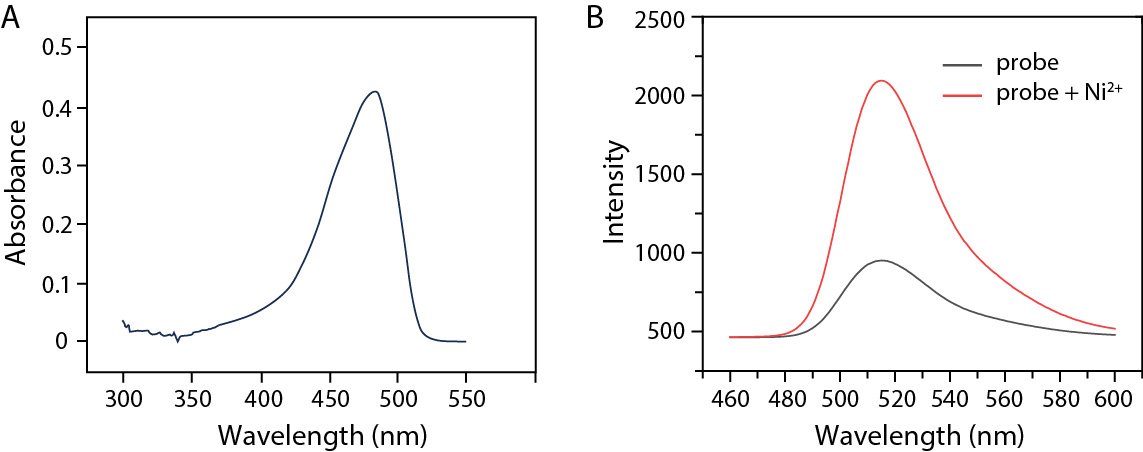 A
0.5
0.4
0.3
0.2
0.1
0
Absorbance
300 350 400 450 500 550
Wavelength (nm)
B
2500
2000
1500
1000
500
Intensity
probe
probe + Ni²⁺
460 480 500 520 540 560 580 600
Wavelength (nm)